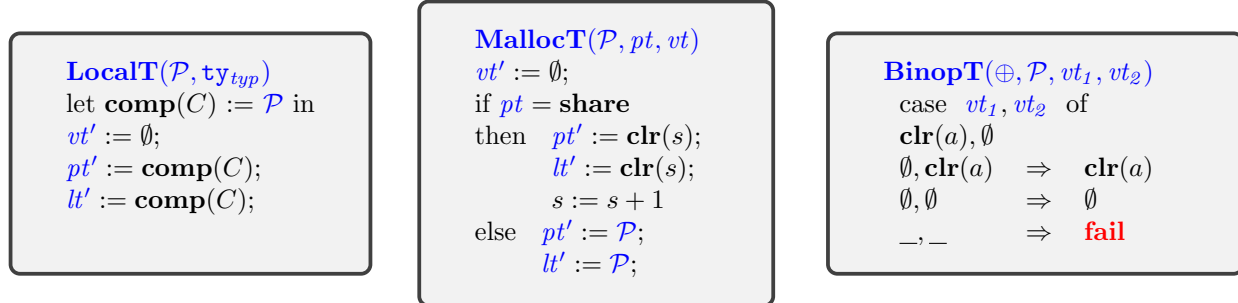 LocalT(𝒫, ty_typ)
let comp(C) := 𝒫 in
vt′ := ∅;
pt′ := comp(C);
lt′ := comp(C);
MallocT(𝒫, pt, vt)
vt′ := ∅;
if pt = share
then pt′ := clr(s);
lt′ := clr(s);
s := s + 1
else pt′ := 𝒫;
lt′ := 𝒫;
BinopT(⊕, 𝒫, vt₁, vt₂)
case vt₁, vt₂ of
clr(a), ∅
∅, clr(a) ⇒ clr(a)
∅, ∅ ⇒ ∅
_, _ ⇒ fail